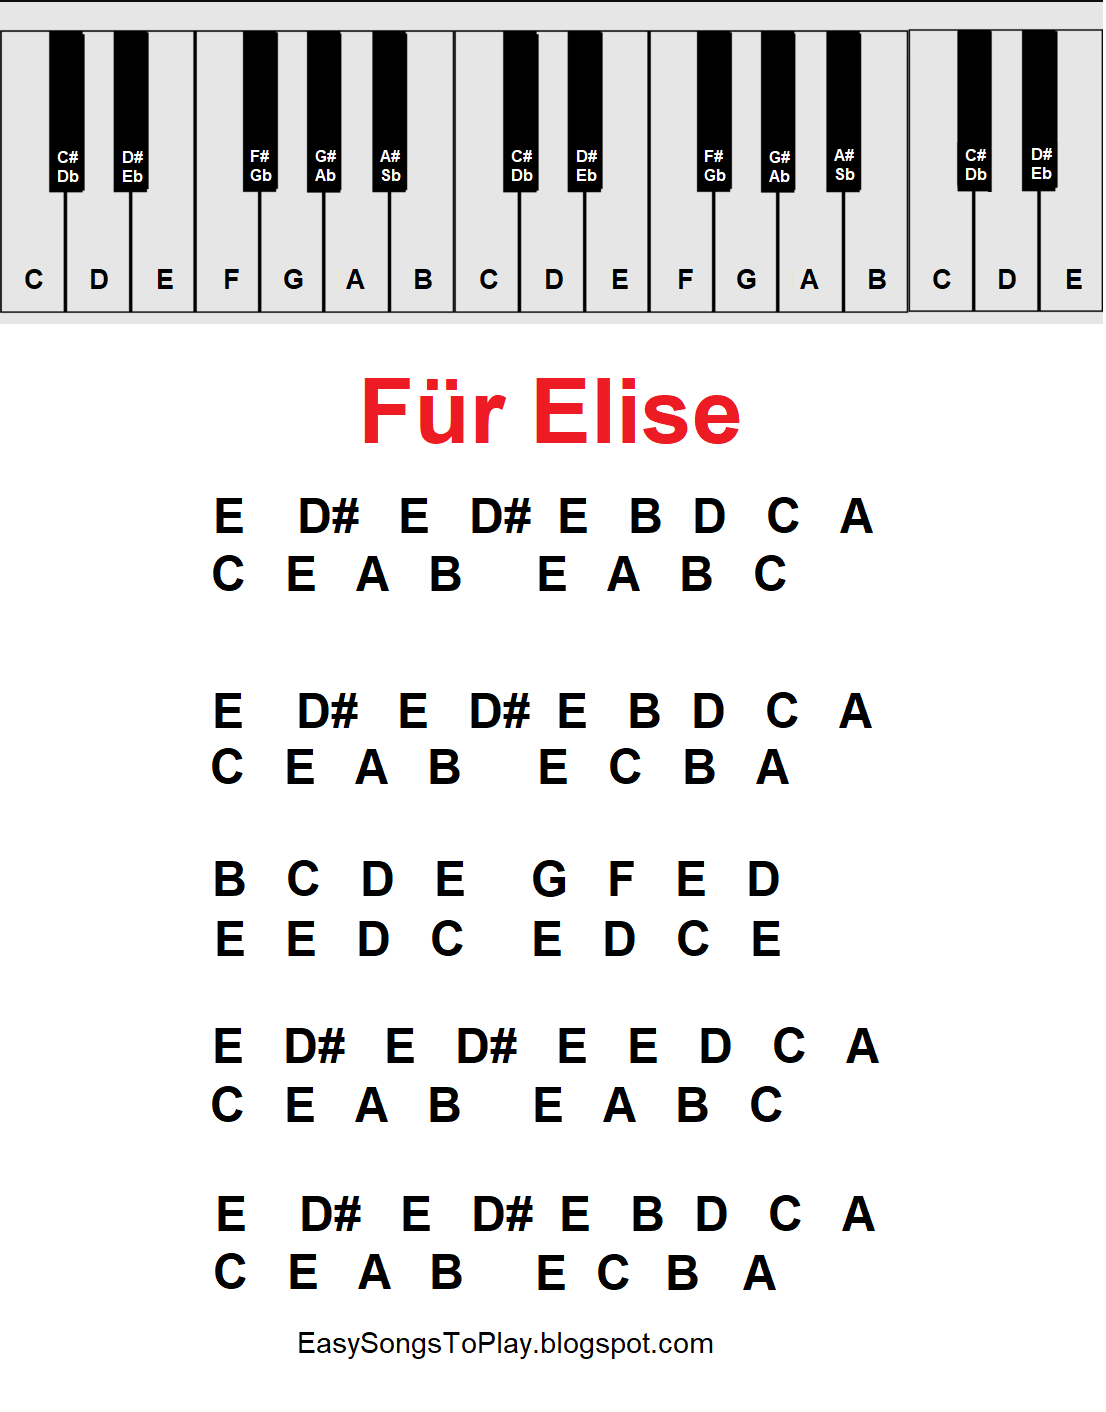 C# D# F# G# A# C# D# F# G# A# C# D#
Db Eb Gb Ab Sb Db Eb Gb Ab Sb Db Eb
C D E F G A B C D E F G A B C D E
Für Elise
E D# E D# E B D C A
C E A B E A B C
E D# E D# E B D C A
C E A B E C B A
B C D E G F E D
E E D C E D C E
E D# E D# E E D C A
C E A B E A B C
E D# E D# E B D C A
C E A B E C B A
EasySongsToPlay.blogspot.com